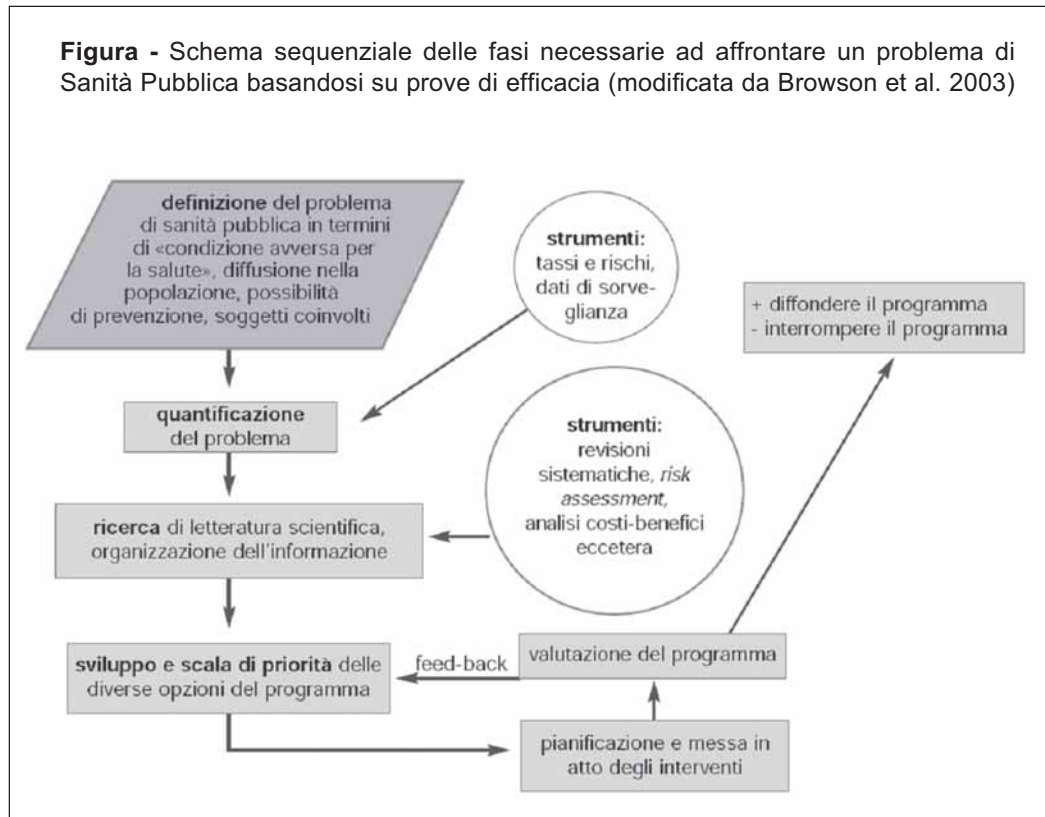 Figura - Schema sequenziale delle fasi necessarie ad affrontare un problema di
Sanità Pubblica basandosi su prove di efficacia (modificata da Browson et al. 2003)
definizione del problema
di sanità pubblica in termini
di «condizione avversa per
la salute», diffusione nella
popolazione, possibilità
di prevenzione, soggetti coinvolti
strumenti:
tassi e rischi,
dati di sorve-
glianza
+ diffondere il programma
- interrompere il programma
quantificazione
del problema
strumenti:
revisioni
sistematiche, risk
assessment,
analisi costi-benefici
eccetera
ricerca di letteratura scientifica,
organizzazione dell'informazione
sviluppo e scala di priorità delle
diverse opzioni del programma
feed-back
valutazione del programma
pianificazione e messa in
atto degli interventi